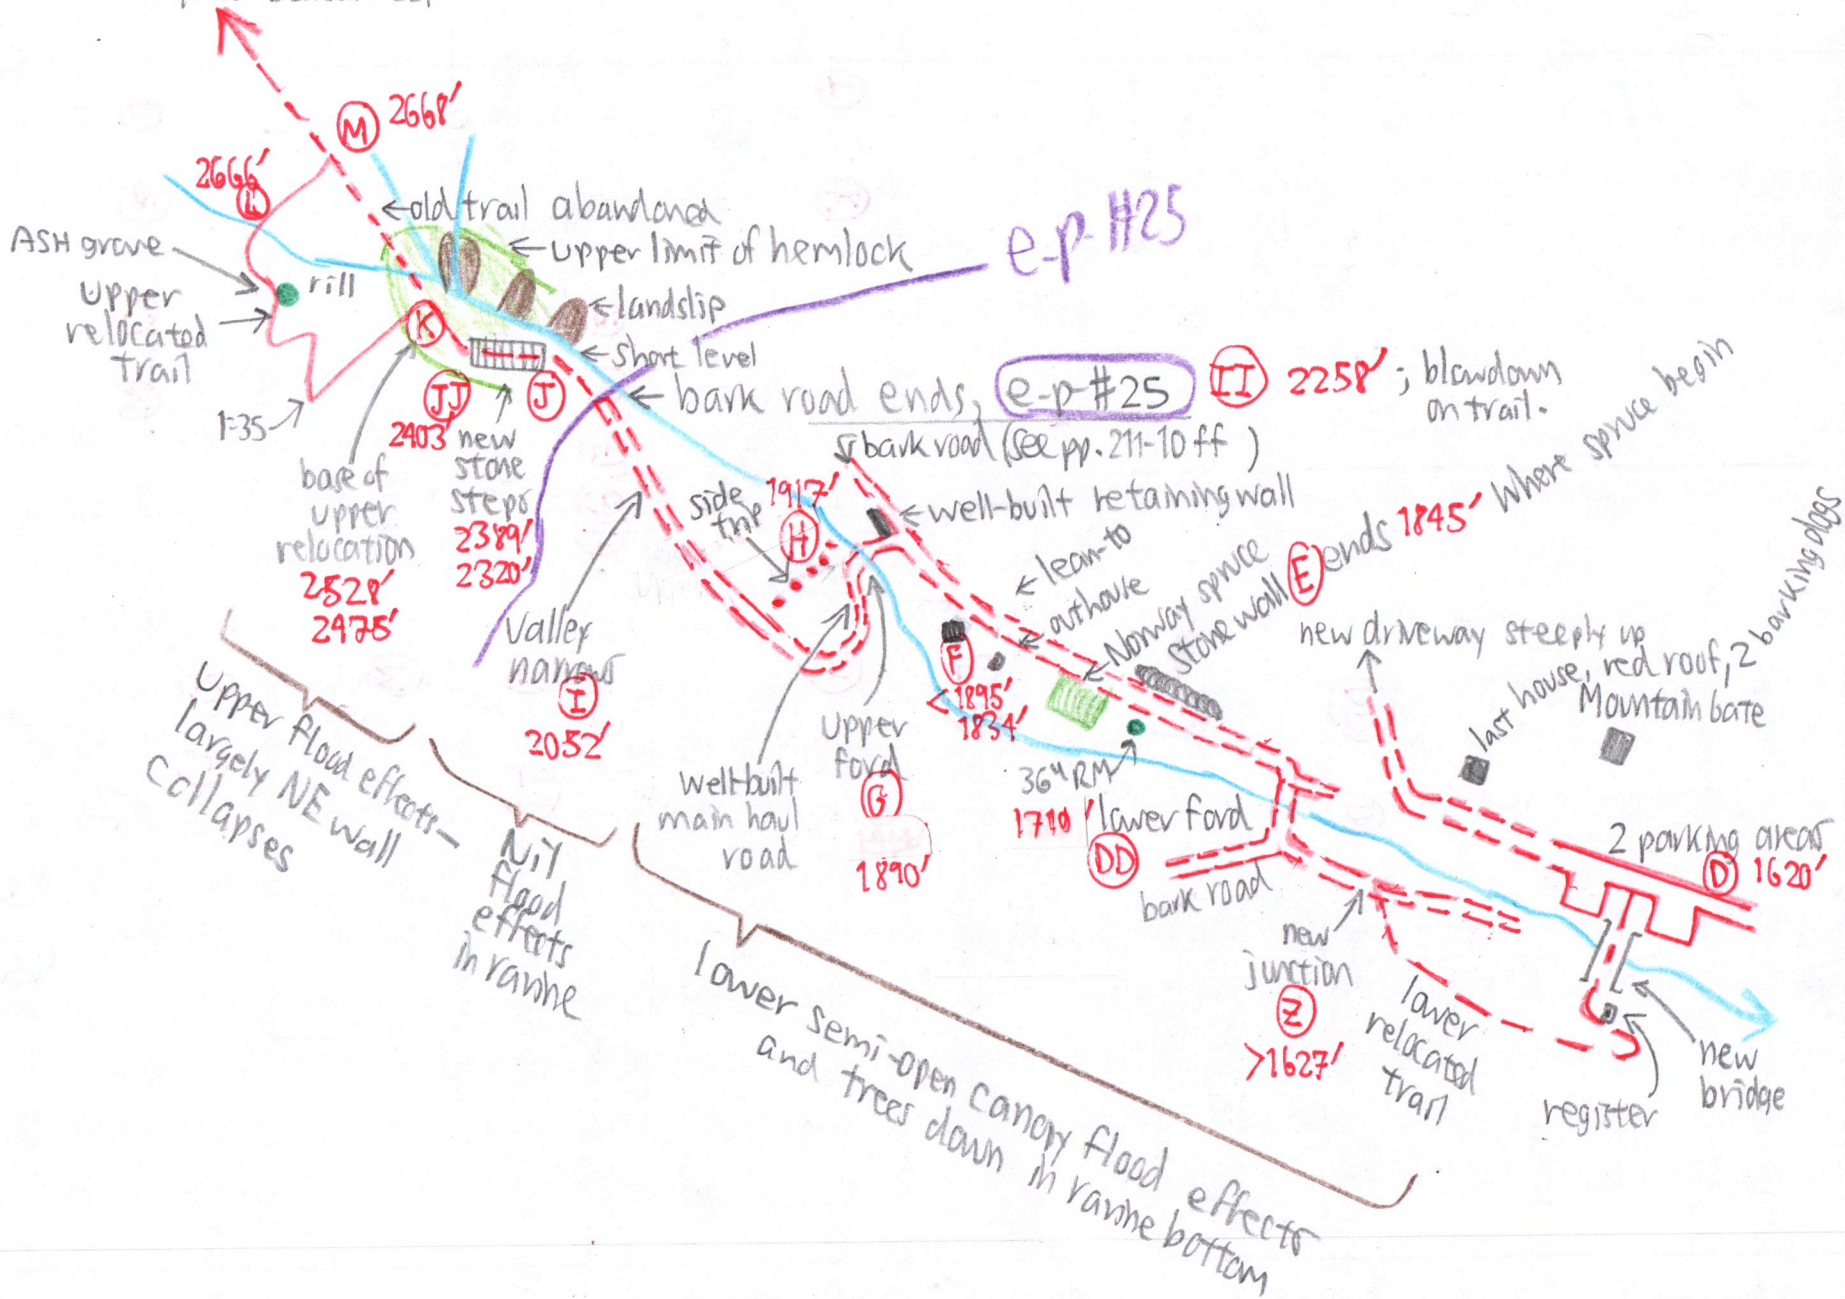 M 2668'
2666'
L
←old trail abandoned
←upper limit of hemlock
e-p #25
ASH grove
rill
upper
relocated
trail
←landslip
K
←short level
1:35
JJ
2403'
J
←bark road ends, e-p-#25 II 2258'; blowdown
on trail.
bark road (see pp. 211-10 ff)
new
stone
steps
2389'
2320'
base of
upper
relocation
2528'
2475'
side
trip
1917'
H
←well-built retaining wall
←lean-to
←outhouse
←Norway spruce
stone wall E ends 1845' where spruce begin
valley
narrows
I
2052'
F
1895'
<1834'
new driveway steeply up
last house, red roof, 2 barking dogs
Mountain gate
well-built
main haul
road
upper
ford
G
1890'
36" RM
1710'
lower ford
DD
bark road
2 parking areas
D 1620'
new
junction
Z
>1627'
lower
relocated
trail
register
new
bridge
upper flood effects-
largely NE wall
collapses
Nil
flood
effects
in ravine
lower semi-open canopy flood effects
and trees down in ravine bottom